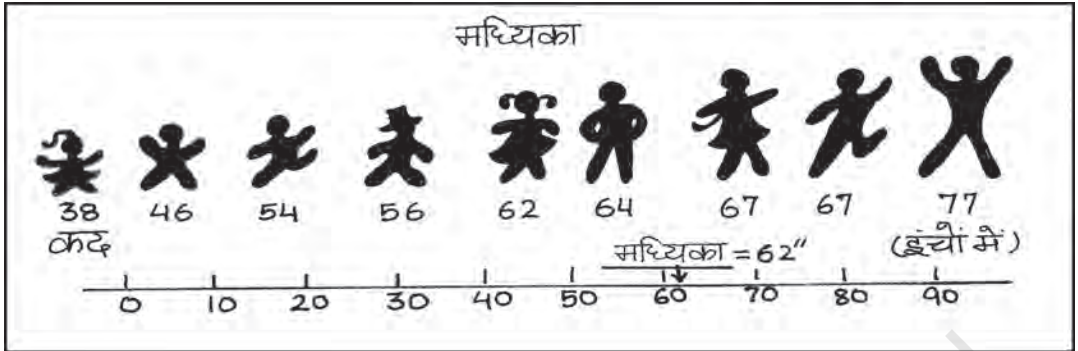 मध्यिका
38 46 54 56 62 64 67 67 77
कद (इंचों में)
मध्यिका = 62"
0 10 20 30 40 50 60 70 80 90